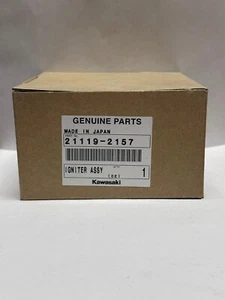 GENUINE PARTS
MADE IN JAPAN
21119-2157
IGNITER ASSY
1
Kawasaki